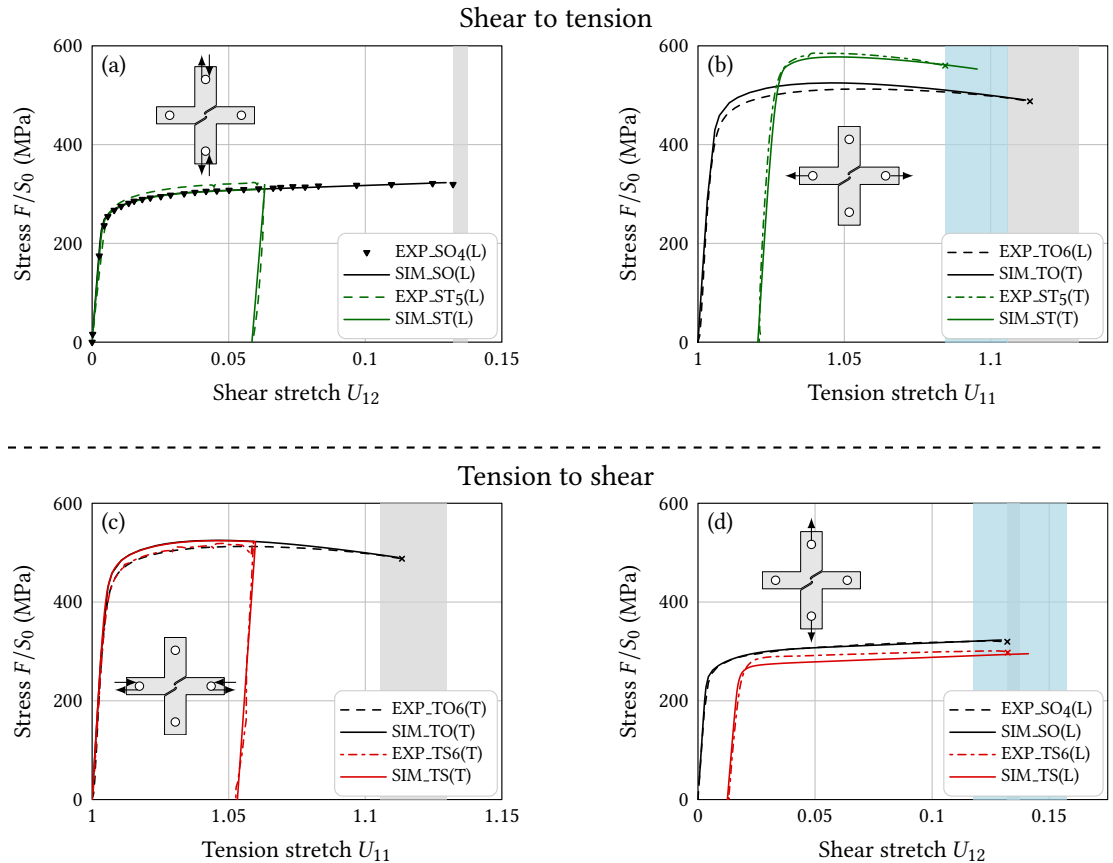 Shear to tension
(a)
600
400
200
0
Stress F/S₀ (MPa)
EXP_SO4(L)
SIM_SO(L)
EXP_ST5(L)
SIM_ST(L)
0 0.05 0.1 0.15
Shear stretch U₁₂
(b)
600
400
200
0
Stress F/S₀ (MPa)
EXP_TO6(L)
SIM_TO(T)
EXP_ST5(T)
SIM_ST(T)
1 1.05 1.1
Tension stretch U₁₁
Tension to shear
(c)
600
400
200
0
Stress F/S₀ (MPa)
EXP_TO6(T)
SIM_TO(T)
EXP_TS6(T)
SIM_TS(T)
1 1.05 1.1 1.15
Tension stretch U₁₁
(d)
600
400
200
0
Stress F/S₀ (MPa)
EXP_SO4(L)
SIM_SO(L)
EXP_TS6(L)
SIM_TS(L)
0 0.05 0.1 0.15
Shear stretch U₁₂